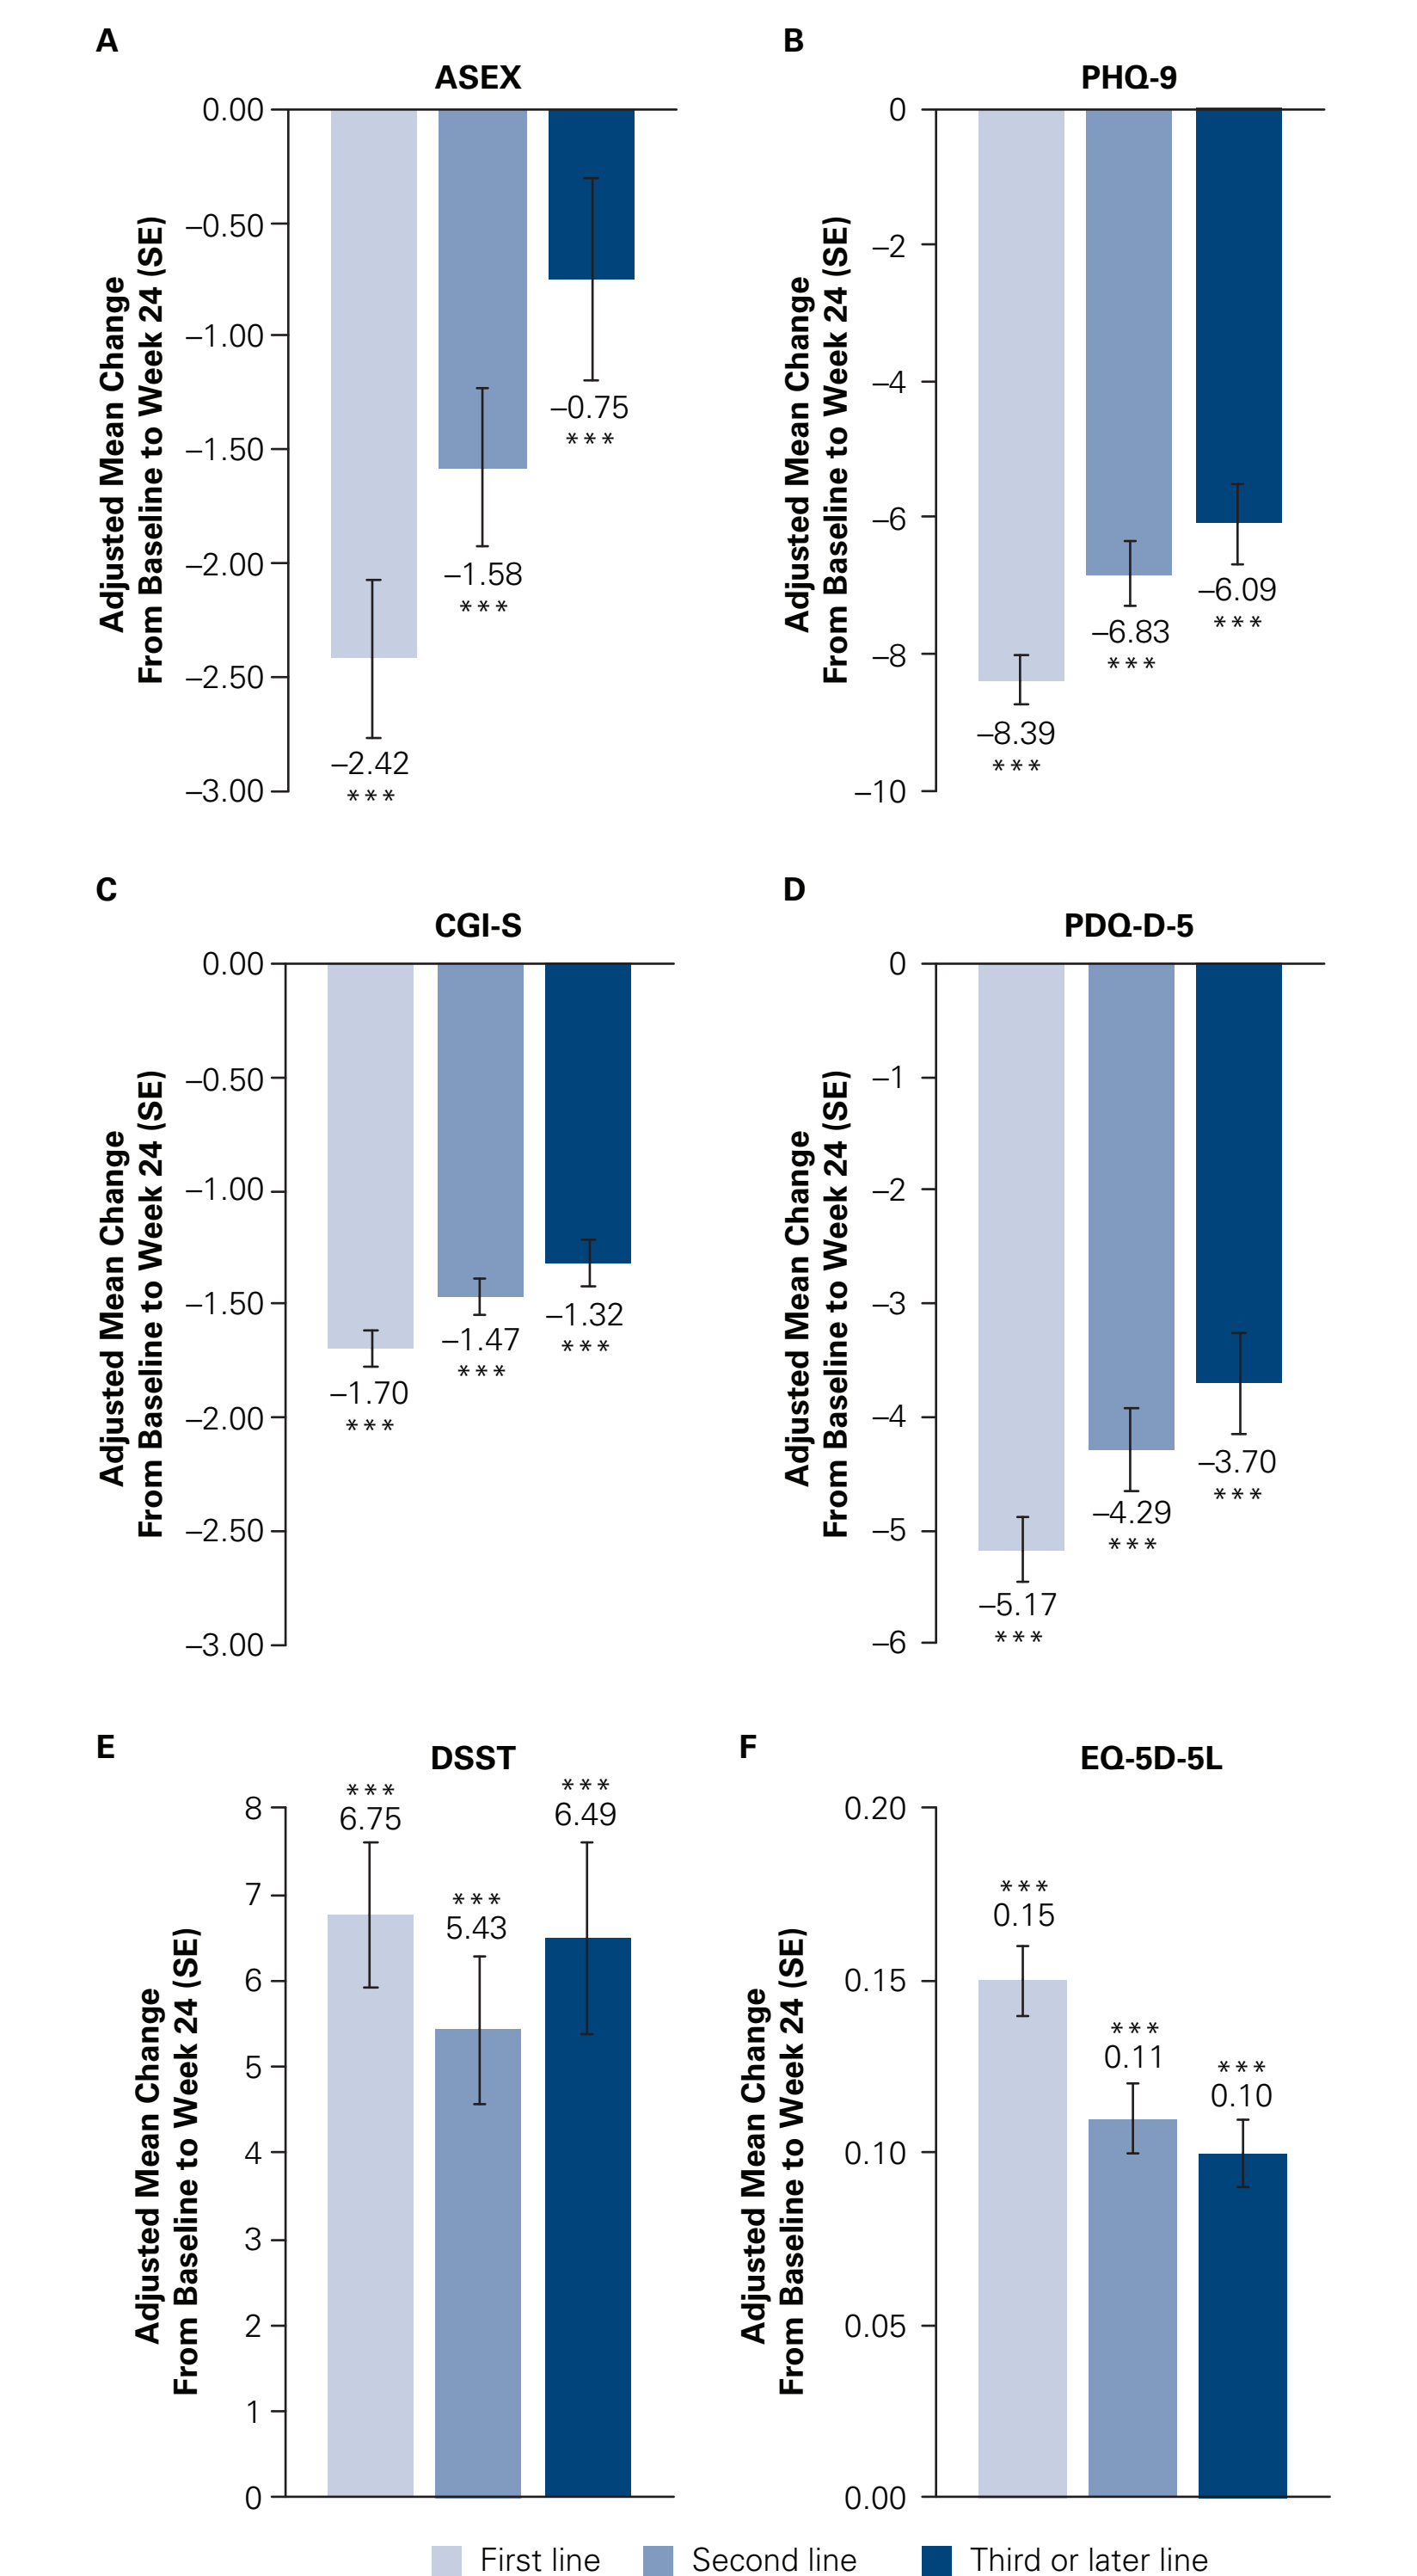 A
ASEX
Adjusted Mean Change
From Baseline to Week 24 (SE)
0.00
–0.50
–1.00
–1.50
–2.00
–2.50
–3.00
–2.42
***
–1.58
***
–0.75
***
B
PHQ-9
Adjusted Mean Change
From Baseline to Week 24 (SE)
0
–2
–4
–6
–8
–10
–8.39
***
–6.83
***
–6.09
***
C
CGI-S
Adjusted Mean Change
From Baseline to Week 24 (SE)
0.00
–0.50
–1.00
–1.50
–2.00
–2.50
–3.00
–1.70
***
–1.47
***
–1.32
***
D
PDQ-D-5
Adjusted Mean Change
From Baseline to Week 24 (SE)
0
–1
–2
–3
–4
–5
–6
–5.17
***
–4.29
***
–3.70
***
E
DSST
Adjusted Mean Change
From Baseline to Week 24 (SE)
8
7
6
5
4
3
2
1
0
***
6.75
***
5.43
***
6.49
F
EQ-5D-5L
Adjusted Mean Change
From Baseline to Week 24 (SE)
0.20
0.15
0.10
0.05
0.00
***
0.15
***
0.11
***
0.10
First line
Second line
Third or later line